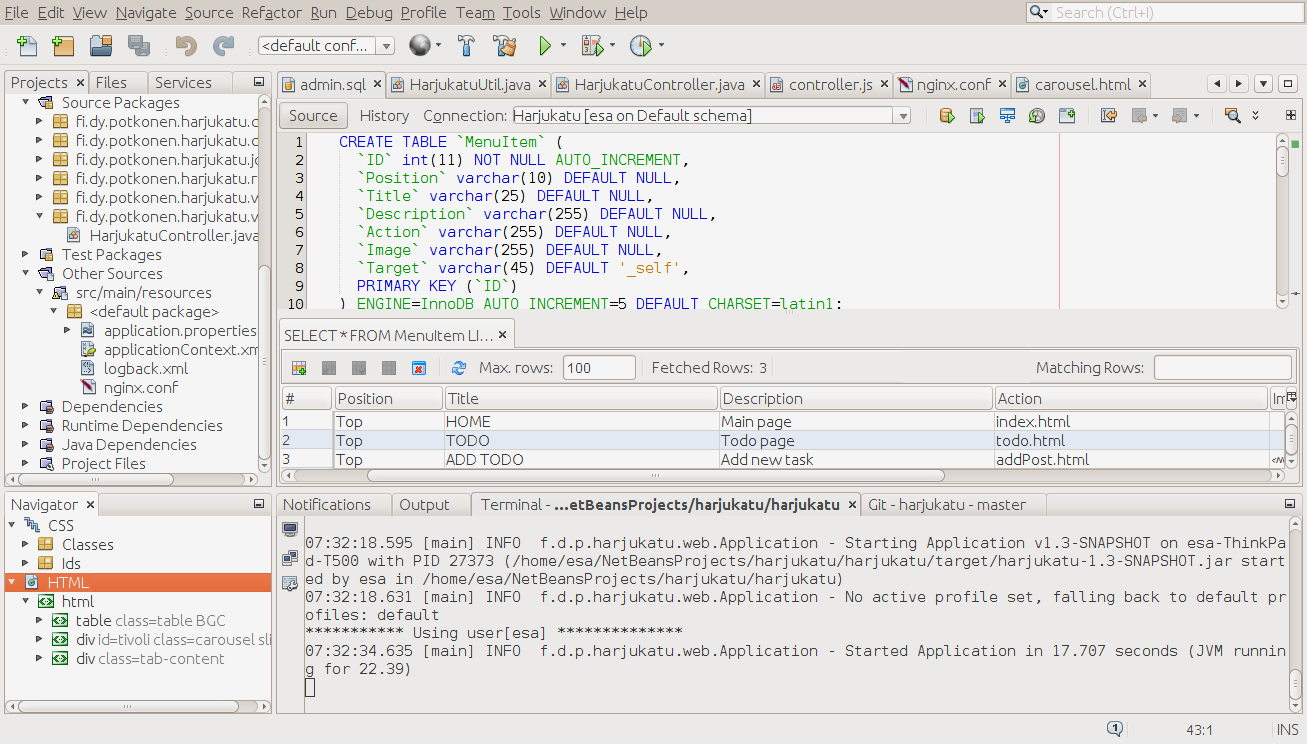 File Edit View Navigate Source Refactor Run Debug Profile Team Tools Window Help
Search (Ctrl+I)
<default conf...
Projects Files Services
Source Packages
fi.dy.potkonen.harjukatu.c
fi.dy.potkonen.harjukatu.c
fi.dy.potkonen.harjukatu.jc
fi.dy.potkonen.harjukatu.r
fi.dy.potkonen.harjukatu.v
fi.dy.potkonen.harjukatu.v
HarjukatuController.java
Test Packages
Other Sources
src/main/resources
<default package>
application.properties
applicationContext.xm
logback.xml
nginx.conf
Dependencies
Runtime Dependencies
Java Dependencies
Project Files
admin.sql HarjukatuUtil.java HarjukatuController.java controller.js nginx.conf carousel.html
Source History Connection: Harjukatu [esa on Default schema]
1 CREATE TABLE `MenuItem` (
2 `ID` int(11) NOT NULL AUTO_INCREMENT,
3 `Position` varchar(10) DEFAULT NULL,
4 `Title` varchar(25) DEFAULT NULL,
5 `Description` varchar(255) DEFAULT NULL,
6 `Action` varchar(255) DEFAULT NULL,
7 `Image` varchar(255) DEFAULT NULL,
8 `Target` varchar(45) DEFAULT '_self',
9 PRIMARY KEY (`ID`)
10 ) ENGINE=InnoDB AUTO_INCREMENT=5 DEFAULT CHARSET=latin1;
SELECT * FROM MenuItem LI...
Max. rows: 100 Fetched Rows: 3 Matching Rows:
# Position Title Description Action Im
1 Top HOME Main page index.html
2 Top TODO Todo page todo.html
3 Top ADD TODO Add new task addPost.html <N
Navigator
CSS
Classes
Ids
HTML
html
table class=table BGC
div id=tivoli class=carousel sli
div class=tab-content
Notifications Output Terminal - ...etBeansProjects/harjukatu/harjukatu Git - harjukatu - master
07:32:18.595 [main] INFO f.d.p.harjukatu.web.Application - Starting Application v1.3-SNAPSHOT on esa-ThinkPa
d-T500 with PID 27373 (/home/esa/NetBeansProjects/harjukatu/harjukatu/target/harjukatu-1.3-SNAPSHOT.jar start
ed by esa in /home/esa/NetBeansProjects/harjukatu/harjukatu)
07:32:18.631 [main] INFO f.d.p.harjukatu.web.Application - No active profile set, falling back to default pr
ofiles: default
*********** Using user[esa] **************
07:32:34.635 [main] INFO f.d.p.harjukatu.web.Application - Started Application in 17.707 seconds (JVM runnin
g for 22.39)
1 43:1 INS